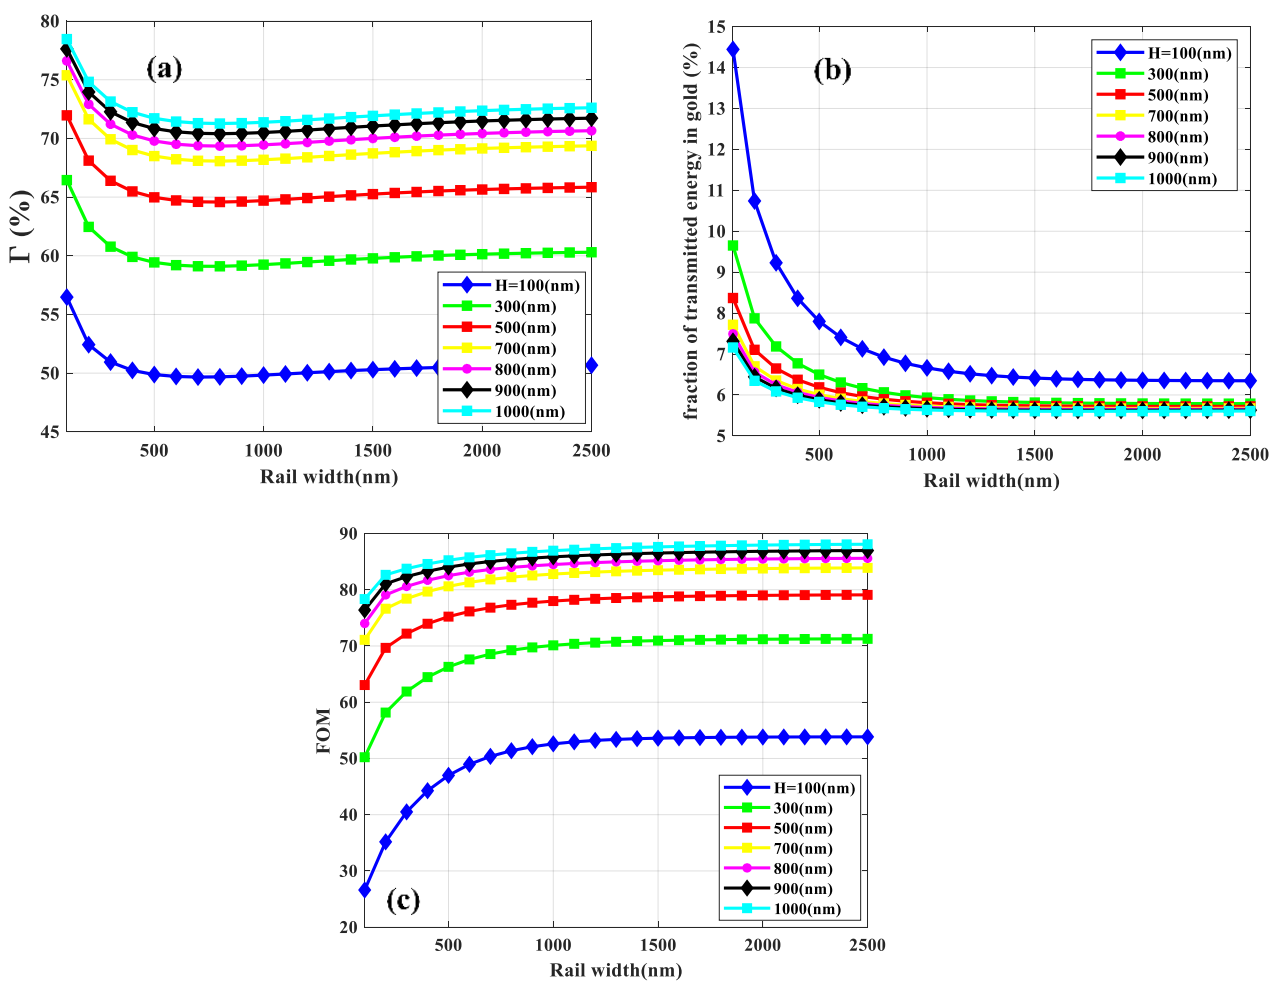 (a)
Γ (%)
80
75
70
65
60
55
50
45
500
1000
1500
2000
2500
Rail width(nm)
H=100(nm)
300(nm)
500(nm)
700(nm)
800(nm)
900(nm)
1000(nm)
(b)
fraction of transmitted energy in gold (%)
15
14
13
12
11
10
9
8
7
6
5
500
1000
1500
2000
2500
Rail width(nm)
H=100(nm)
300(nm)
500(nm)
700(nm)
800(nm)
900(nm)
1000(nm)
(c)
FOM
90
80
70
60
50
40
30
20
500
1000
1500
2000
2500
Rail width(nm)
H=100(nm)
300(nm)
500(nm)
700(nm)
800(nm)
900(nm)
1000(nm)